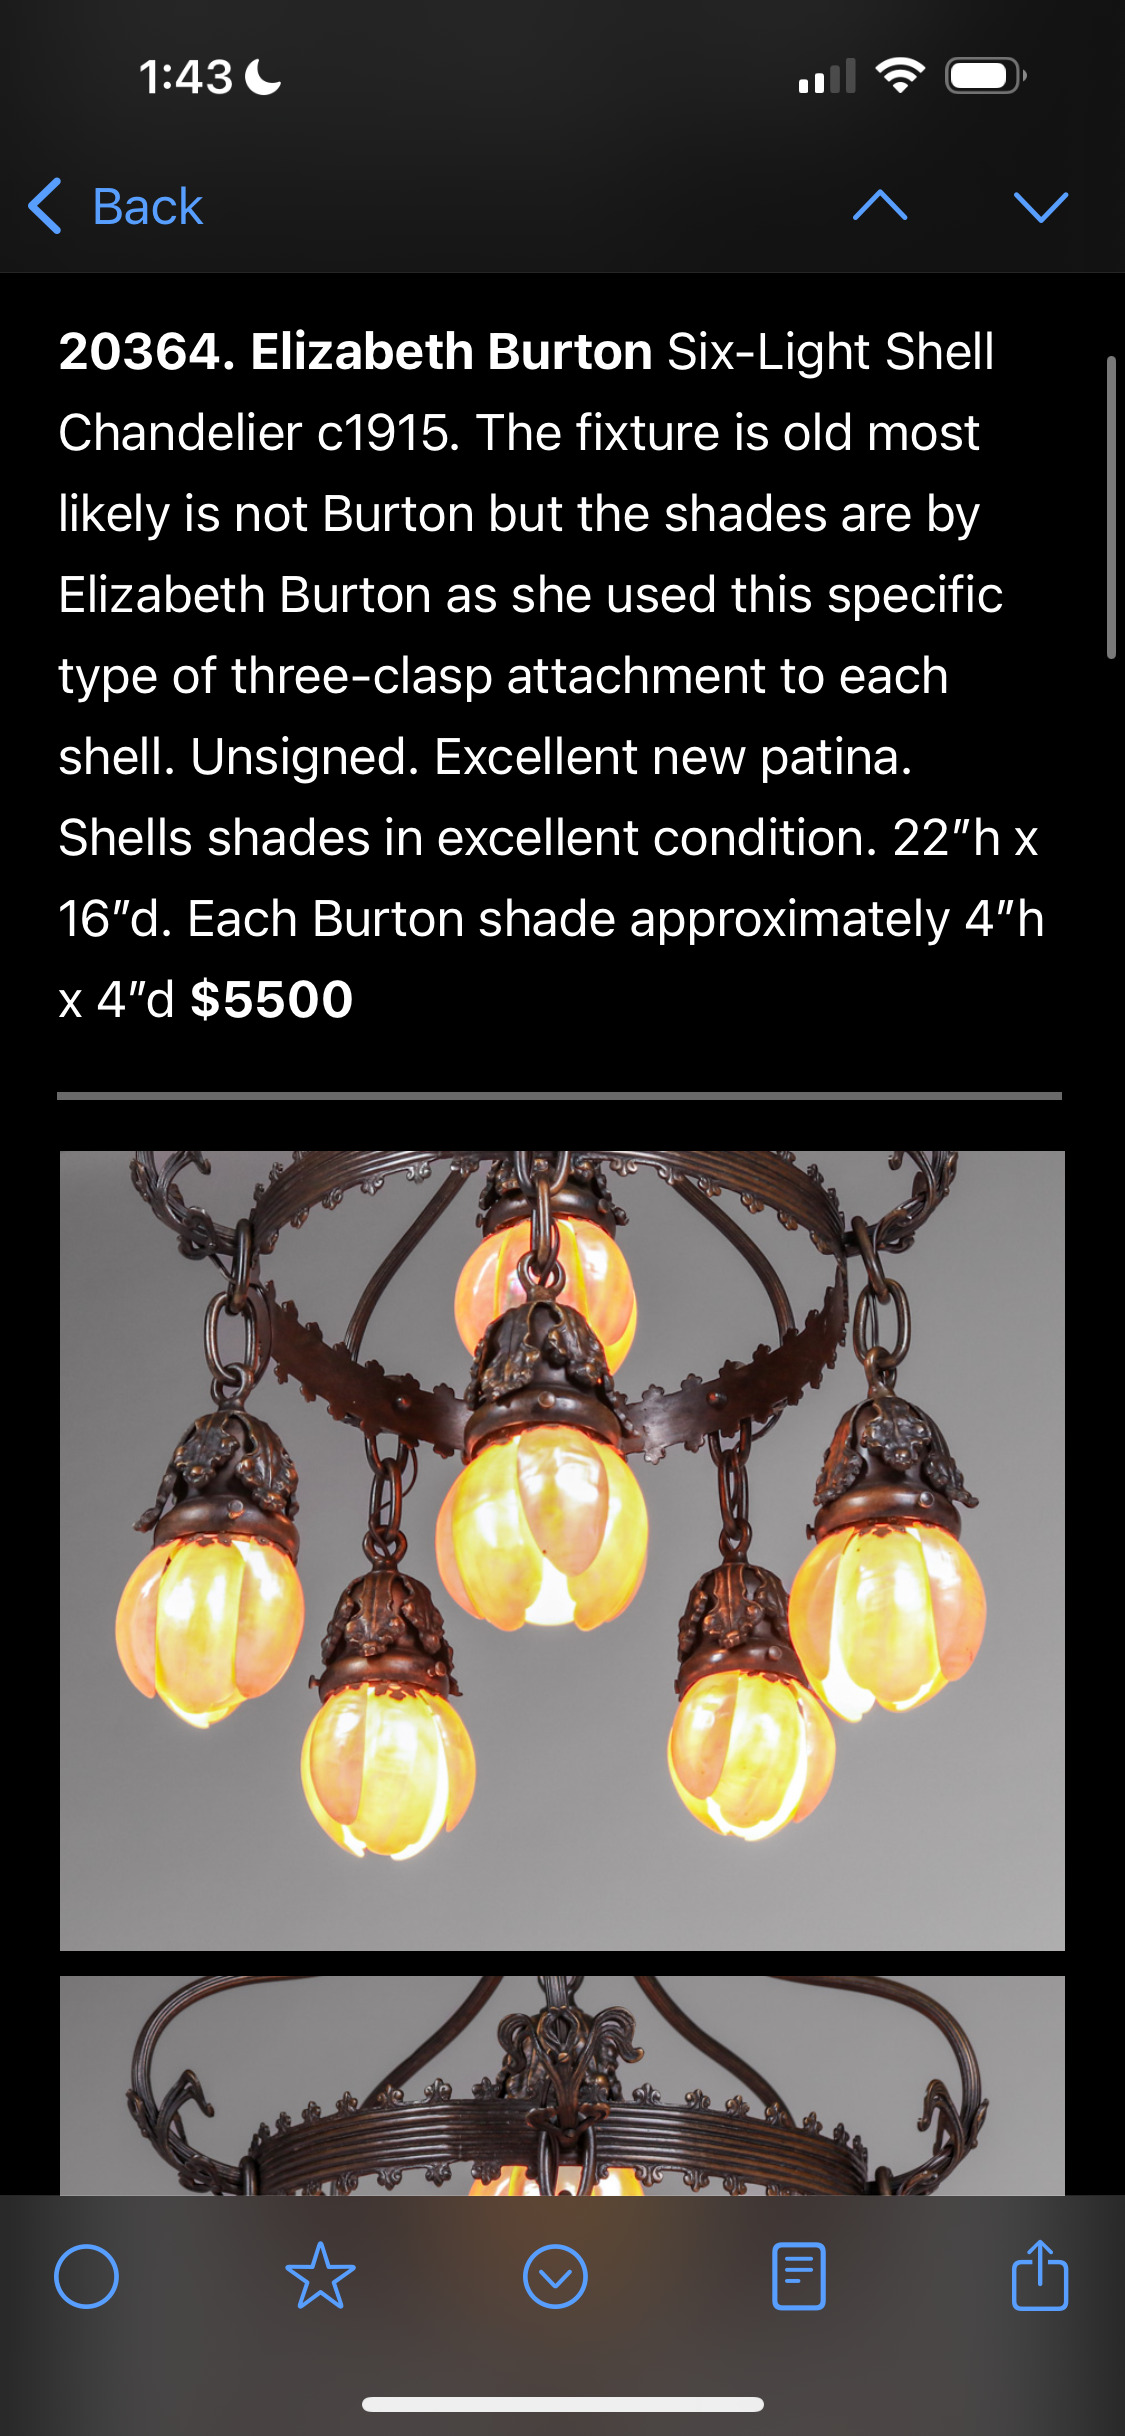 1:43
Back
20364. Elizabeth Burton Six-Light Shell
Chandelier c1915. The fixture is old most
likely is not Burton but the shades are by
Elizabeth Burton as she used this specific
type of three-clasp attachment to each
shell. Unsigned. Excellent new patina.
Shells shades in excellent condition. 22”h x
16”d. Each Burton shade approximately 4”h
x 4”d $5500